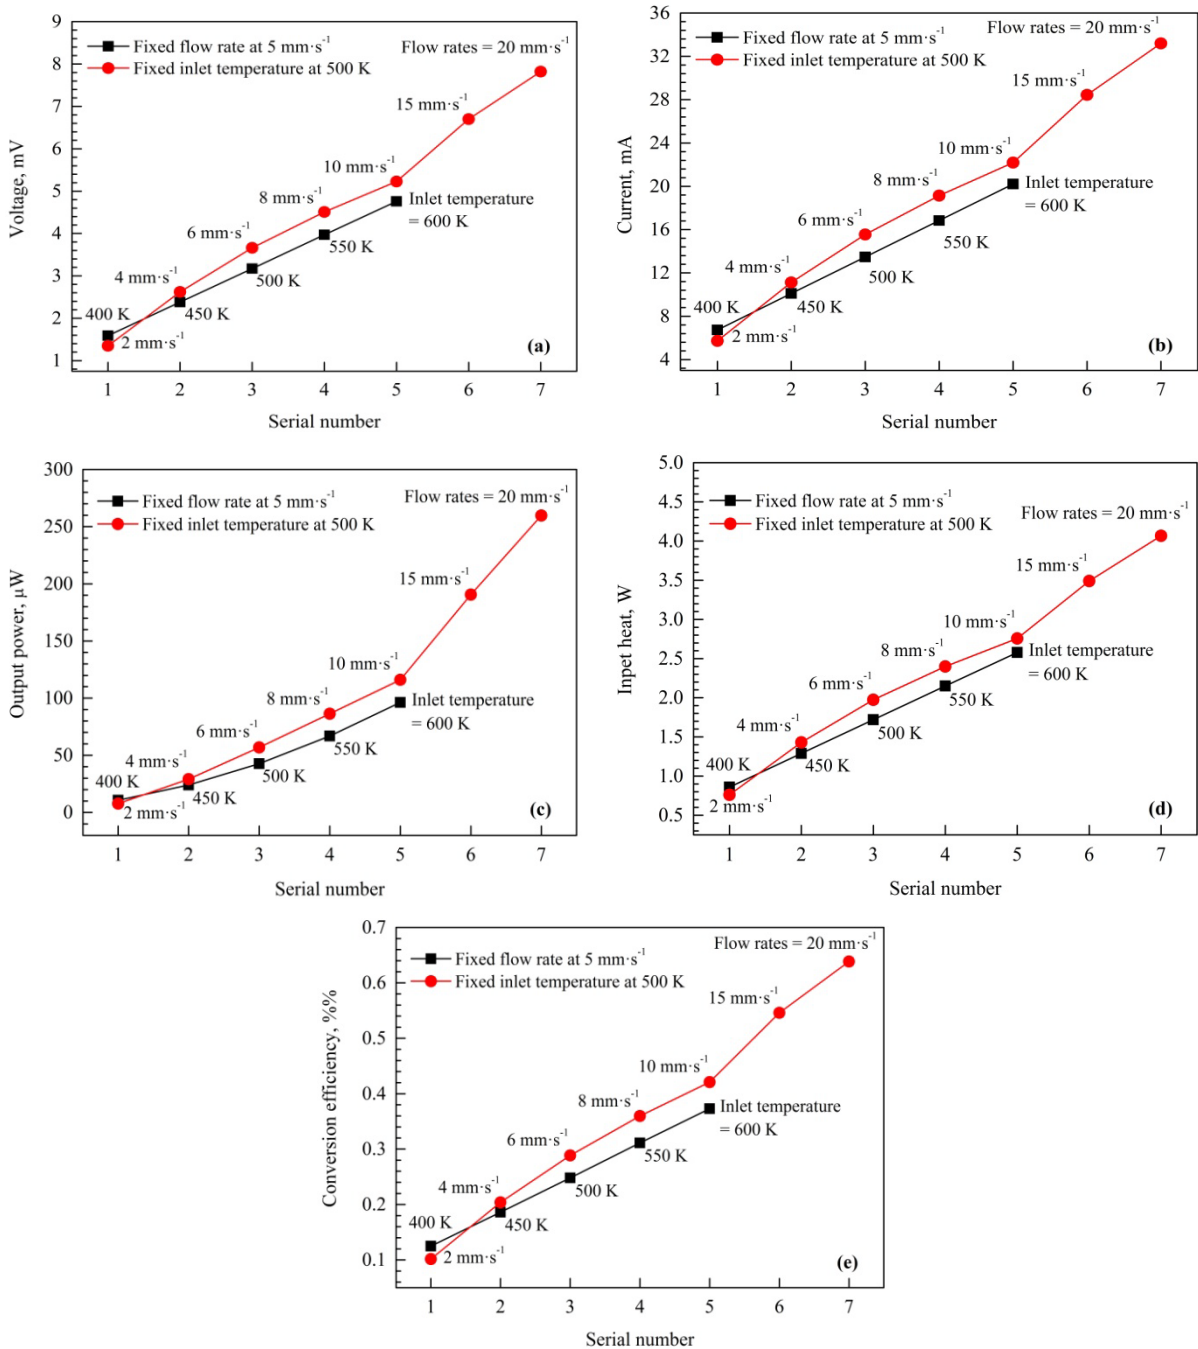 9
8
7
6
5
4
3
2
1
Voltage, mV
Fixed flow rate at 5 mm·s⁻¹
Fixed inlet temperature at 500 K
Flow rates = 20 mm·s⁻¹
15 mm·s⁻¹
10 mm·s⁻¹
8 mm·s⁻¹
6 mm·s⁻¹
4 mm·s⁻¹
2 mm·s⁻¹
400 K
450 K
500 K
550 K
Inlet temperature
= 600 K
(a)
1 2 3 4 5 6 7
Serial number
36
32
28
24
20
16
12
8
4
Current, mA
Fixed flow rate at 5 mm·s⁻¹
Fixed inlet temperature at 500 K
Flow rates = 20 mm·s⁻¹
15 mm·s⁻¹
10 mm·s⁻¹
8 mm·s⁻¹
6 mm·s⁻¹
4 mm·s⁻¹
2 mm·s⁻¹
400 K
450 K
500 K
550 K
Inlet temperature
= 600 K
(b)
1 2 3 4 5 6 7
Serial number
300
250
200
150
100
50
0
Output power, μW
Fixed flow rate at 5 mm·s⁻¹
Fixed inlet temperature at 500 K
Flow rates = 20 mm·s⁻¹
15 mm·s⁻¹
10 mm·s⁻¹
8 mm·s⁻¹
6 mm·s⁻¹
4 mm·s⁻¹
2 mm·s⁻¹
400 K
450 K
500 K
550 K
Inlet temperature
= 600 K
(c)
1 2 3 4 5 6 7
Serial number
5.0
4.5
4.0
3.5
3.0
2.5
2.0
1.5
1.0
0.5
Inpet heat, W
Fixed flow rate at 5 mm·s⁻¹
Fixed inlet temperature at 500 K
Flow rates = 20 mm·s⁻¹
15 mm·s⁻¹
10 mm·s⁻¹
8 mm·s⁻¹
6 mm·s⁻¹
4 mm·s⁻¹
2 mm·s⁻¹
400 K
450 K
500 K
550 K
Inlet temperature
= 600 K
(d)
1 2 3 4 5 6 7
Serial number
0.7
0.6
0.5
0.4
0.3
0.2
0.1
Conversion efficiency, %%
Fixed flow rate at 5 mm·s⁻¹
Fixed inlet temperature at 500 K
Flow rates = 20 mm·s⁻¹
15 mm·s⁻¹
10 mm·s⁻¹
8 mm·s⁻¹
6 mm·s⁻¹
4 mm·s⁻¹
2 mm·s⁻¹
400 K
450 K
500 K
550 K
Inlet temperature
= 600 K
(e)
1 2 3 4 5 6 7
Serial number